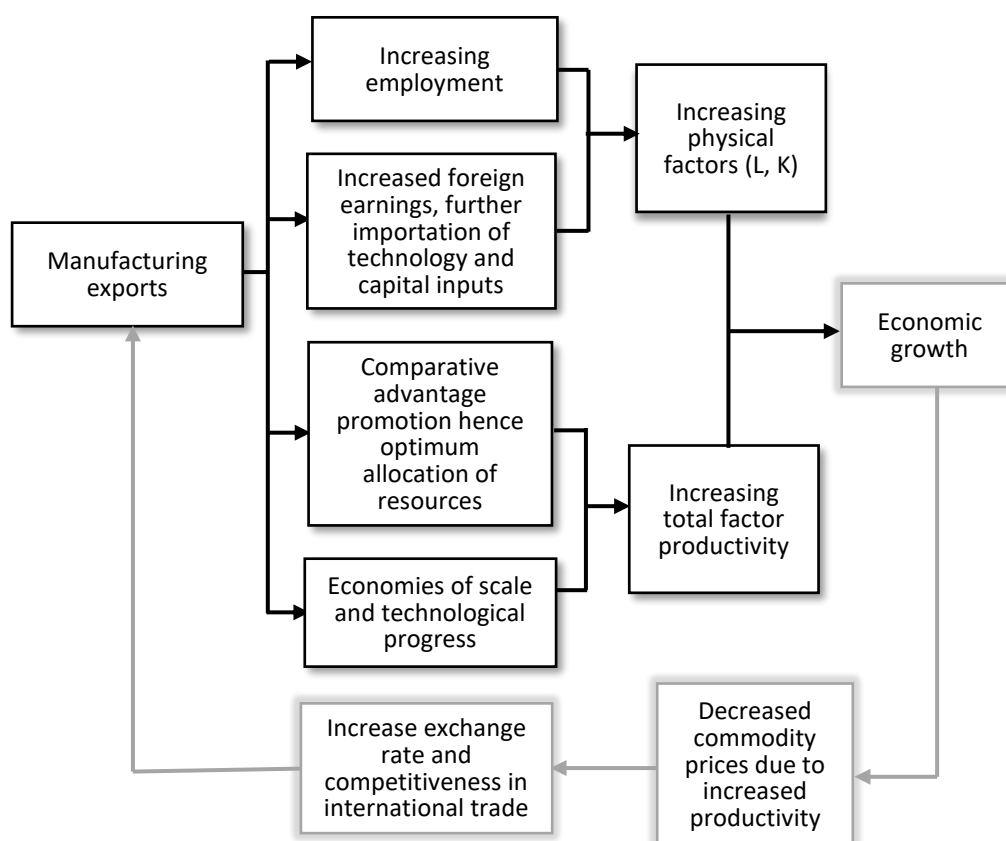 Increasing
employment
Increasing
physical
factors (L, K)
Increased foreign
earnings, further
importation of
technology and
capital inputs
Manufacturing
exports
Economic
growth
Comparative
advantage
promotion hence
optimum
allocation of
resources
Increasing
total factor
productivity
Economies of scale
and technological
progress
Increase exchange
rate and
competitiveness in
international trade
Decreased
commodity
prices due to
increased
productivity